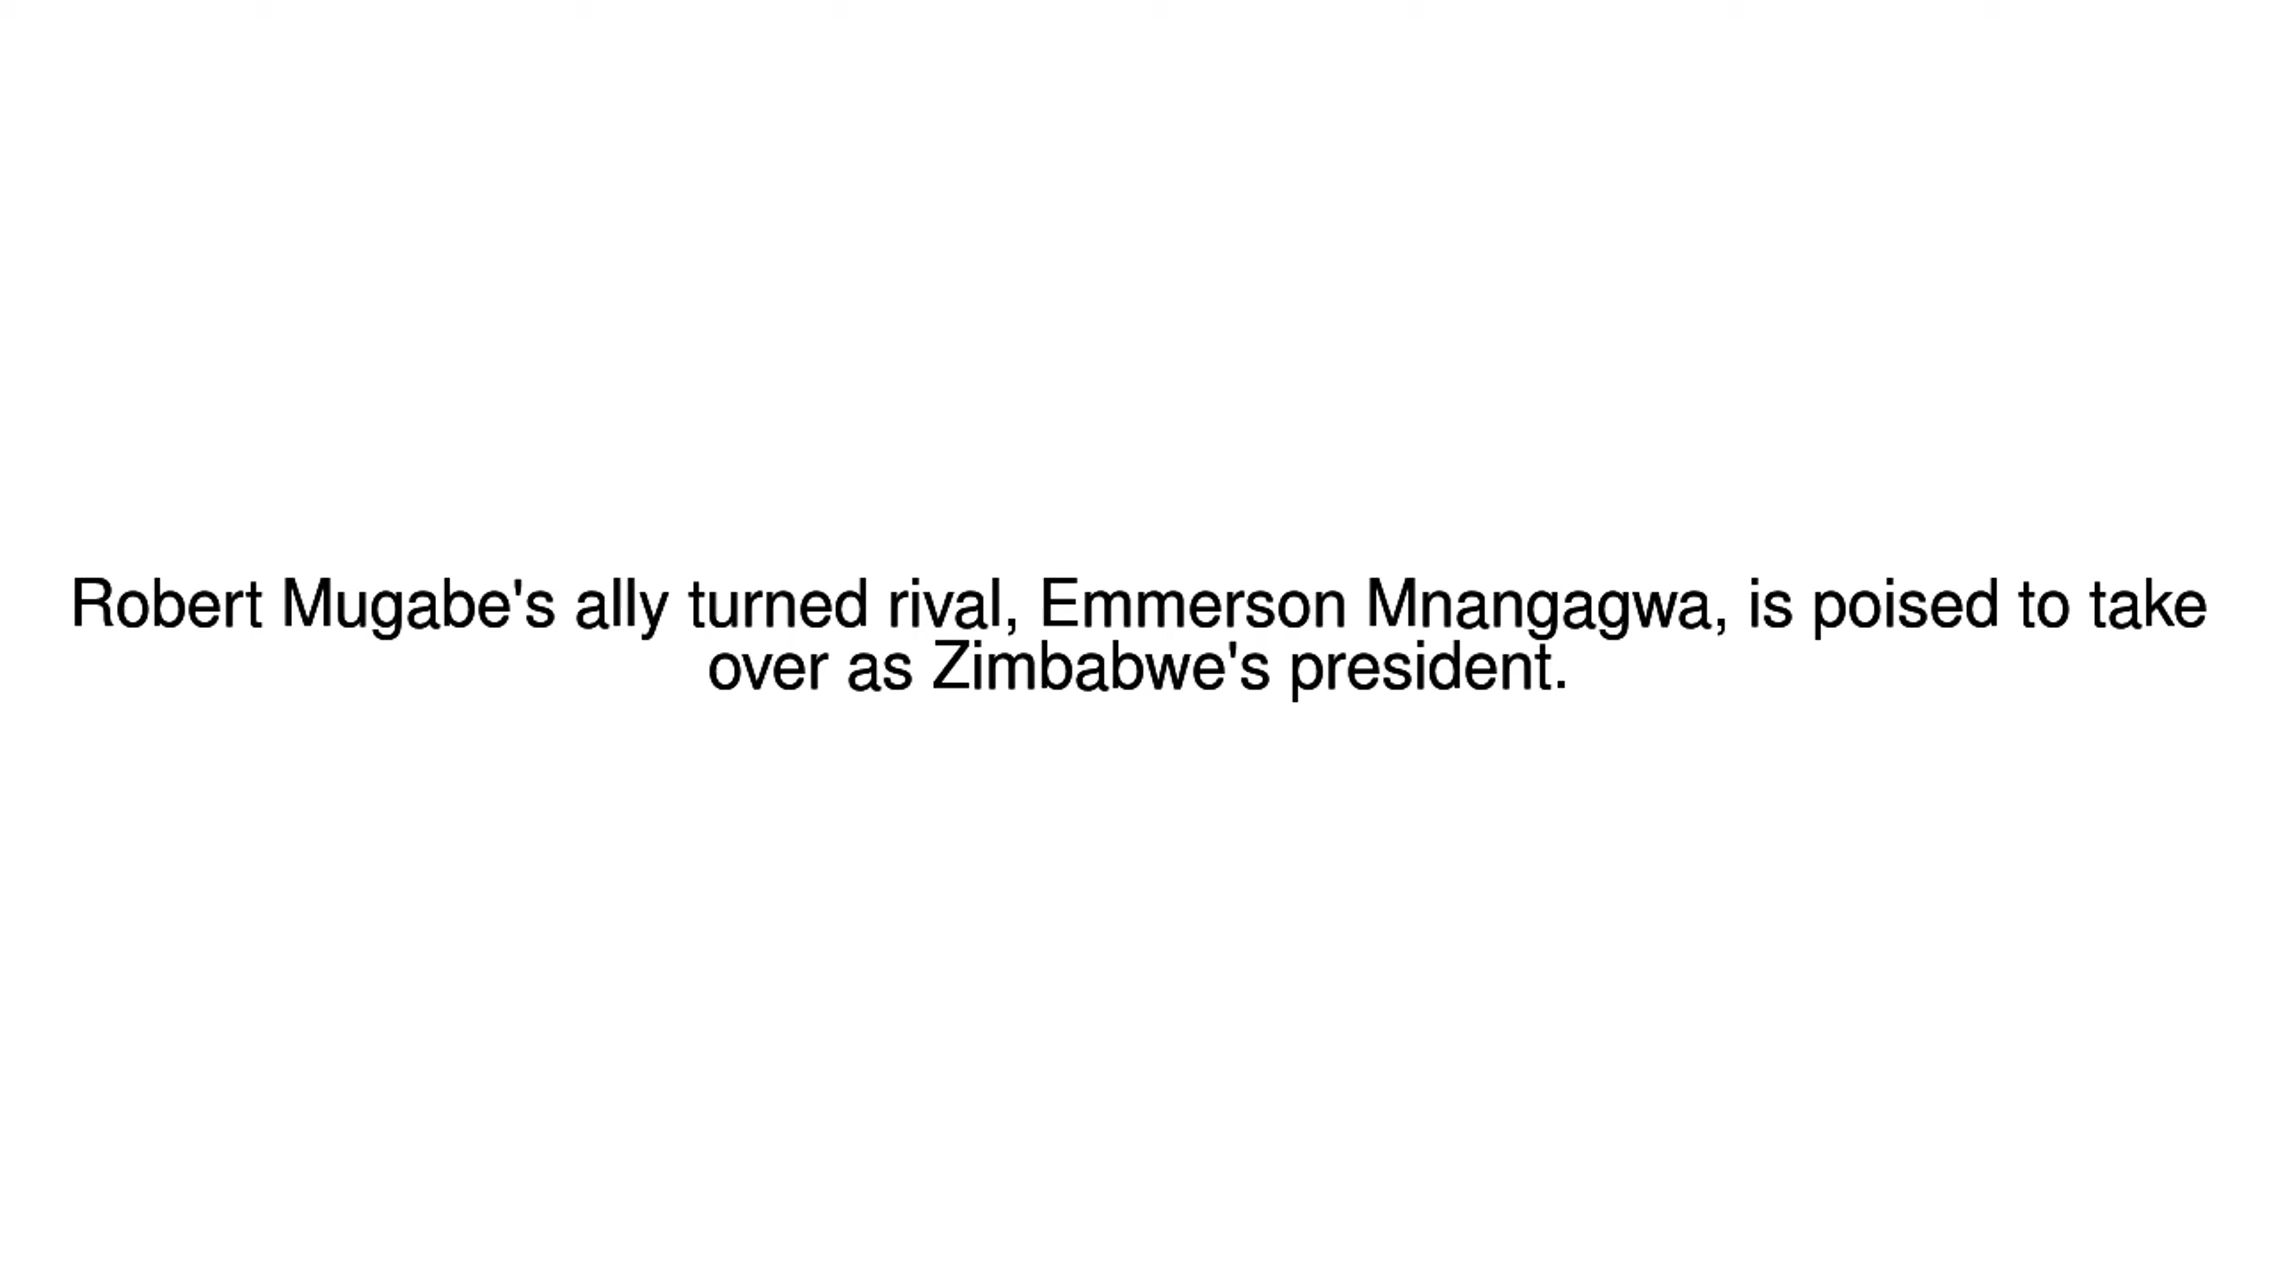 Robert Mugabe's ally turned rival, Emmerson Mnangagwa, is poised to take
over as Zimbabwe's president.